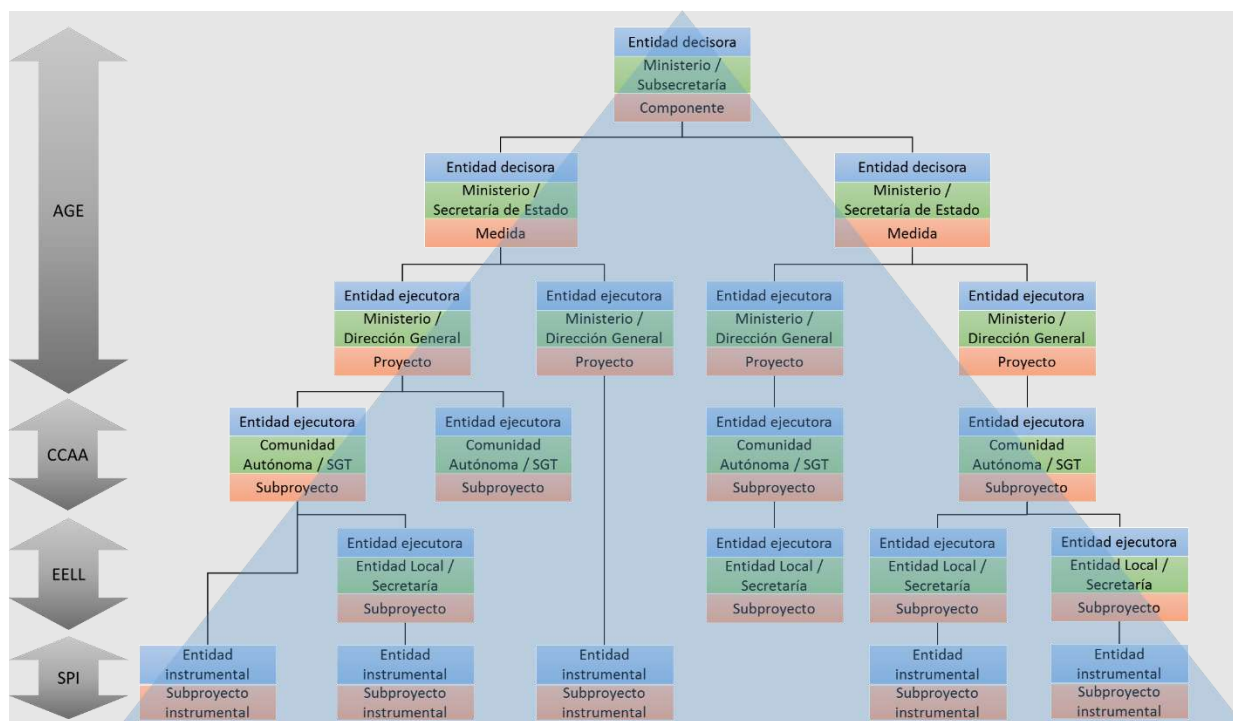 Entidad decisora
Ministerio /
Subsecretaría
Componente
AGE
Entidad decisora
Ministerio /
Secretaría de Estado
Medida
Entidad decisora
Ministerio /
Secretaría de Estado
Medida
Entidad ejecutora
Ministerio /
Dirección General
Proyecto
Entidad ejecutora
Ministerio /
Dirección General
Proyecto
Entidad ejecutora
Ministerio /
Dirección General
Proyecto
Entidad ejecutora
Ministerio /
Dirección General
Proyecto
CCAA
Entidad ejecutora
Comunidad
Autónoma / SGT
Subproyecto
Entidad ejecutora
Comunidad
Autónoma / SGT
Subproyecto
Entidad ejecutora
Comunidad
Autónoma / SGT
Subproyecto
Entidad ejecutora
Comunidad
Autónoma / SGT
Subproyecto
EELL
Entidad ejecutora
Entidad Local /
Secretaría
Subproyecto
Entidad ejecutora
Entidad Local /
Secretaría
Subproyecto
Entidad ejecutora
Entidad Local /
Secretaría
Subproyecto
Entidad ejecutora
Entidad Local /
Secretaría
Subproyecto
SPI
Entidad
instrumental
Subproyecto
instrumental
Entidad
instrumental
Subproyecto
instrumental
Entidad
instrumental
Subproyecto
instrumental
Entidad
instrumental
Subproyecto
instrumental
Entidad
instrumental
Subproyecto
instrumental